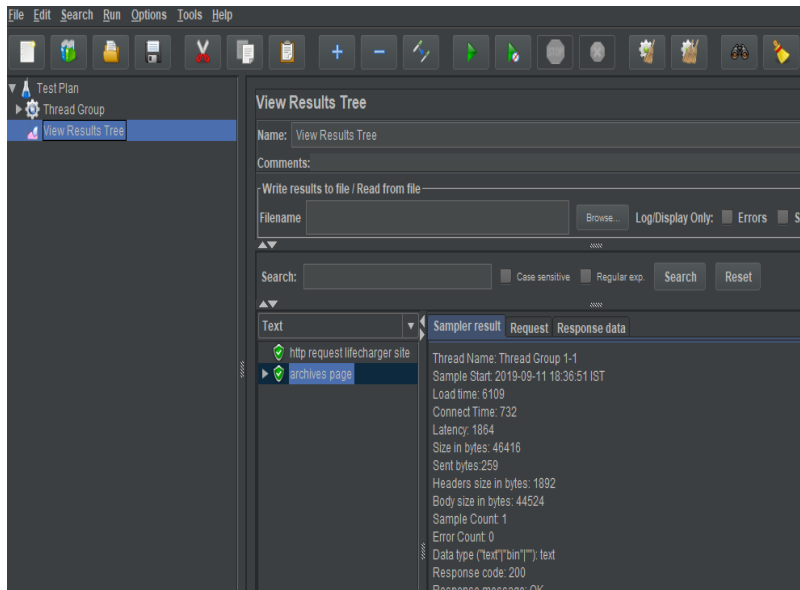 File Edit Search Run Options Tools Help
STOP
Test Plan
Thread Group
View Results Tree
View Results Tree
Name: View Results Tree
Comments:
Write results to file / Read from file
Filename Browse... Log/Display Only: Errors S
Search: Case sensitive Regular exp. Search Reset
Text
http request lifecharger site
archives page
Sampler result Request Response data
Thread Name: Thread Group 1-1
Sample Start: 2019-09-11 18:36:51 IST
Load time: 6109
Connect Time: 732
Latency: 1864
Size in bytes: 46416
Sent bytes:259
Headers size in bytes: 1892
Body size in bytes: 44524
Sample Count: 1
Error Count: 0
Data type ("text"|"bin"|""): text
Response code: 200
Response message: OK